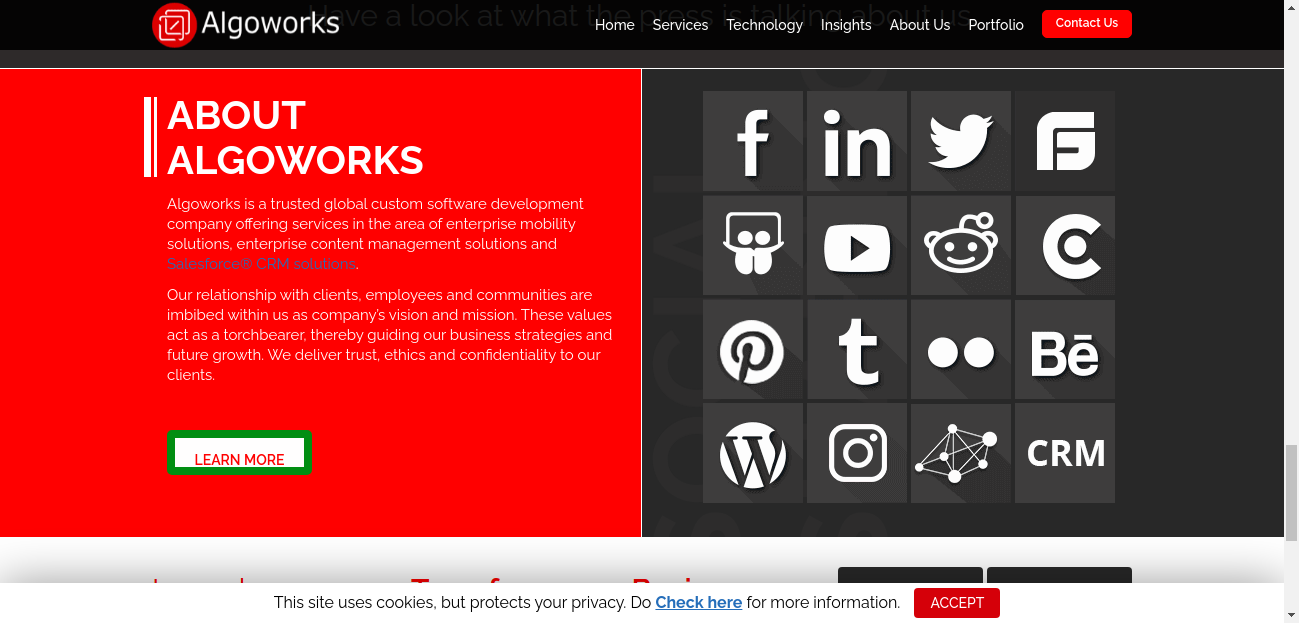 Have a look at what the press is talking about us
Algoworks
Home Services Technology Insights About Us Portfolio Contact Us
ABOUT
ALGOWORKS
Algoworks is a trusted global custom software development
company offering services in the area of enterprise mobility
solutions, enterprise content management solutions and
Salesforce® CRM solutions.
Our relationship with clients, employees and communities are
imbibed within us as company's vision and mission. These values
act as a torchbearer, thereby guiding our business strategies and
future growth. We deliver trust, ethics and confidentiality to our
clients.
LEARN MORE
SOCIAL
f in
Bē
CRM
This site uses cookies, but protects your privacy. Do Check here for more information. ACCEPT